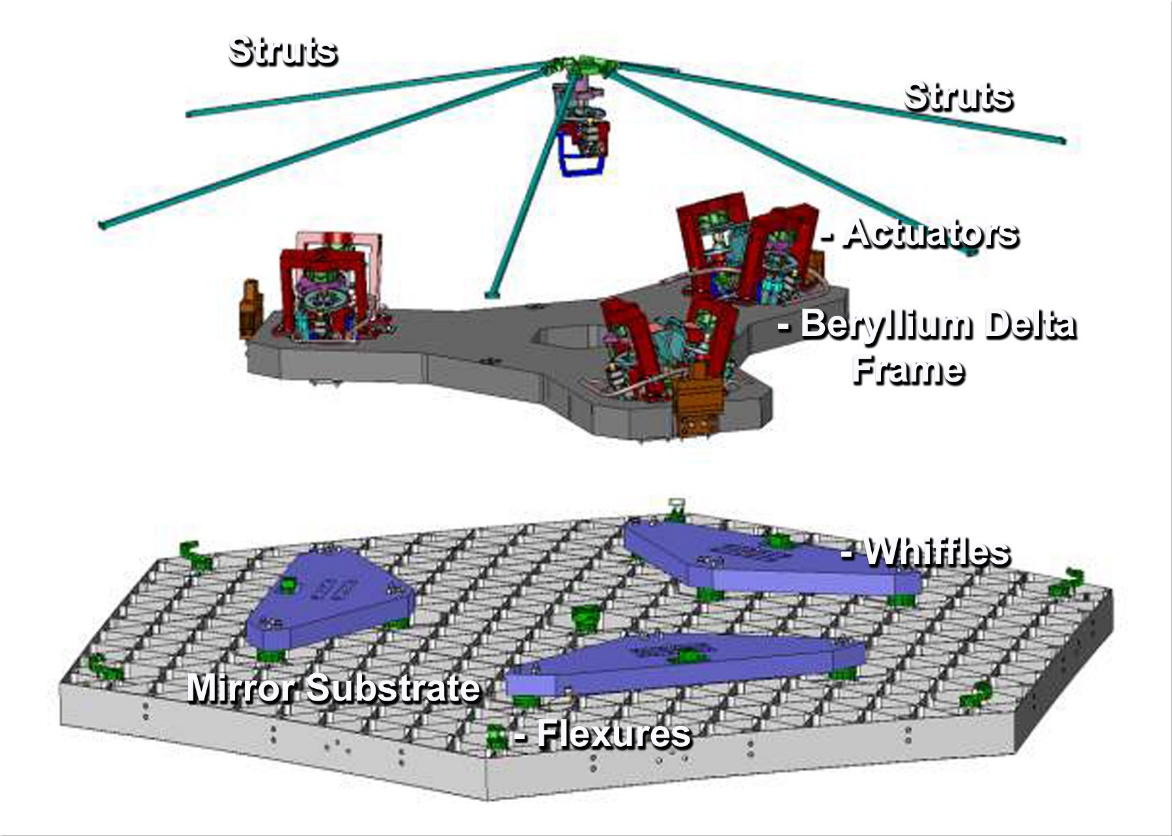 Struts
Struts
- Actuators
- Beryllium Delta
Frame
- Whiffles
Mirror Substrate
- Flexures